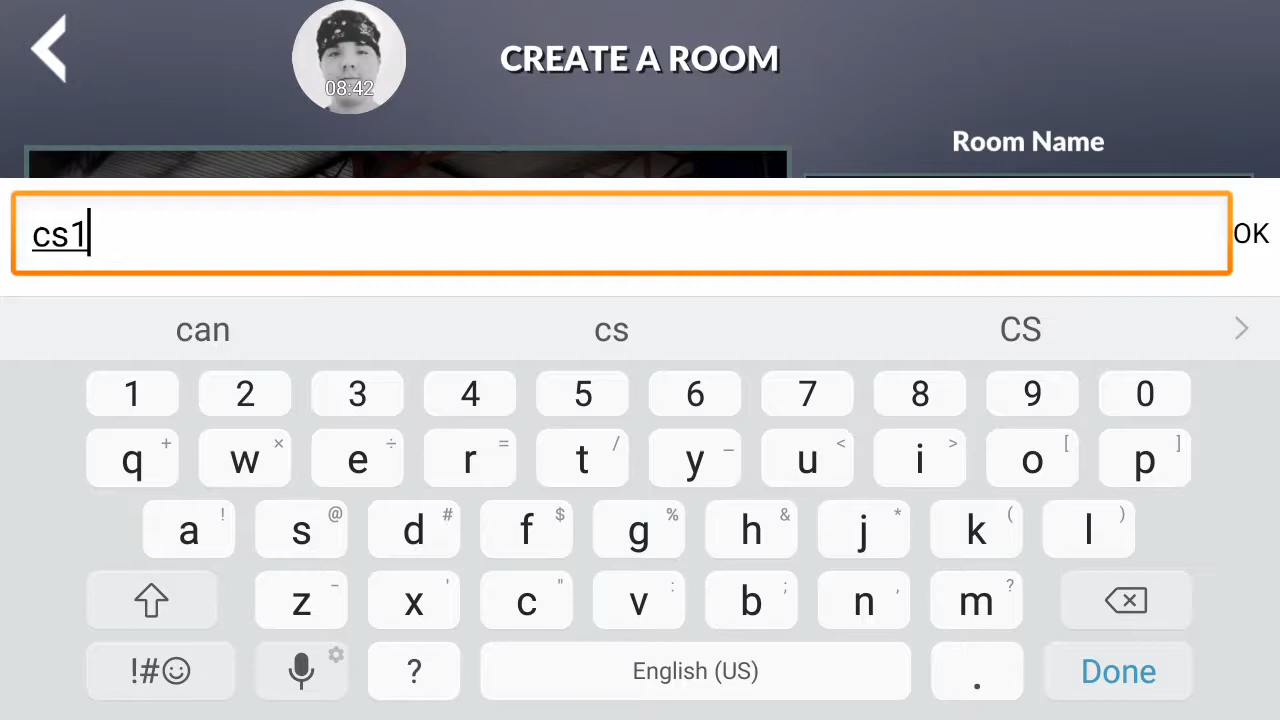 08:42
CREATE A ROOM
Room Name
cs1
OK
can cs CS
1 2 3 4 5 6 7 8 9 0
q + w × e ÷ r = t / y _ u < i > o [ p ]
a ! s @ d # f $ g % h & j * k ( l )
z - x ' c " v : b ; n , m ?
!#☺ ? English (US) . Done